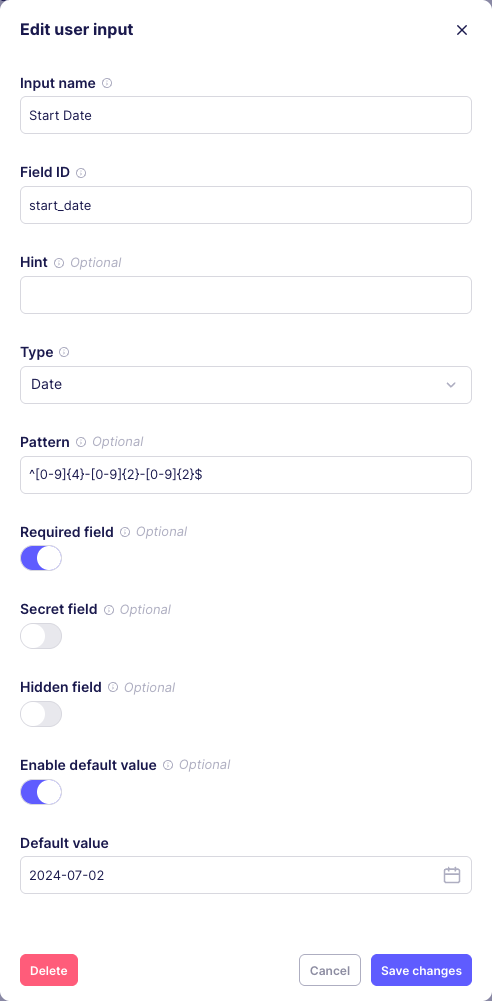 Edit user input
Input name
Start Date
Field ID
start_date
Hint Optional
Type
Date
Pattern Optional
^[0-9]{4}-[0-9]{2}-[0-9]{2}$
Required field Optional
Secret field Optional
Hidden field Optional
Enable default value Optional
Default value
2024-07-02
Delete Cancel Save changes